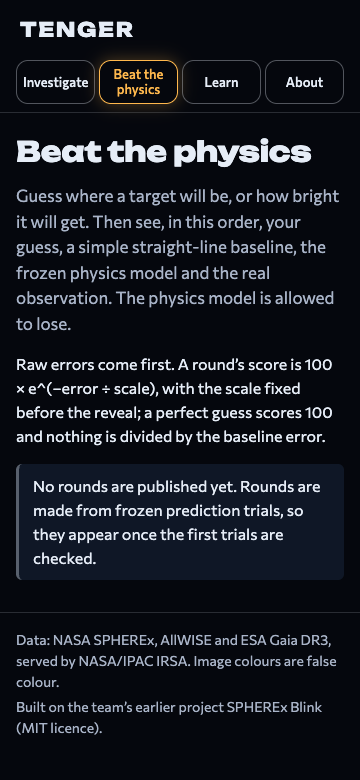 TENGER
Investigate
Beat the
physics
Learn
About
Beat the physics
Guess where a target will be, or how bright
it will get. Then see, in this order, your
guess, a simple straight-line baseline, the
frozen physics model and the real
observation. The physics model is allowed
to lose.
Raw errors come first. A round’s score is 100
× e^(−error ÷ scale), with the scale fixed
before the reveal; a perfect guess scores 100
and nothing is divided by the baseline error.
No rounds are published yet. Rounds are
made from frozen prediction trials, so
they appear once the first trials are
checked.
Data: NASA SPHEREx, AllWISE and ESA Gaia DR3,
served by NASA/IPAC IRSA. Image colours are false
colour.
Built on the team’s earlier project SPHEREx Blink
(MIT licence).